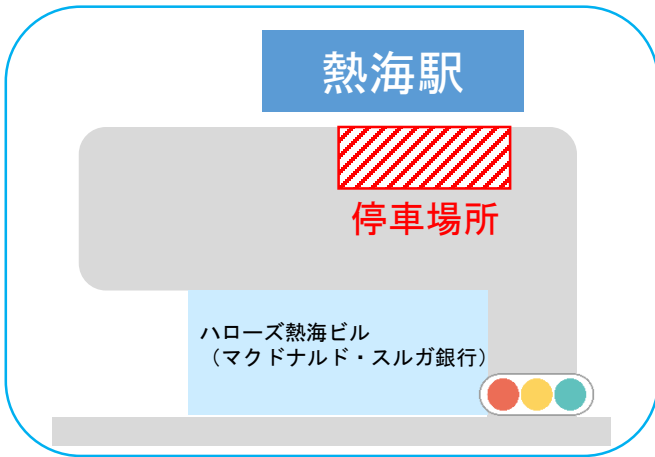 熱海駅
停車場所
ハローズ熱海ビル
（マクドナルド・スルガ銀行）